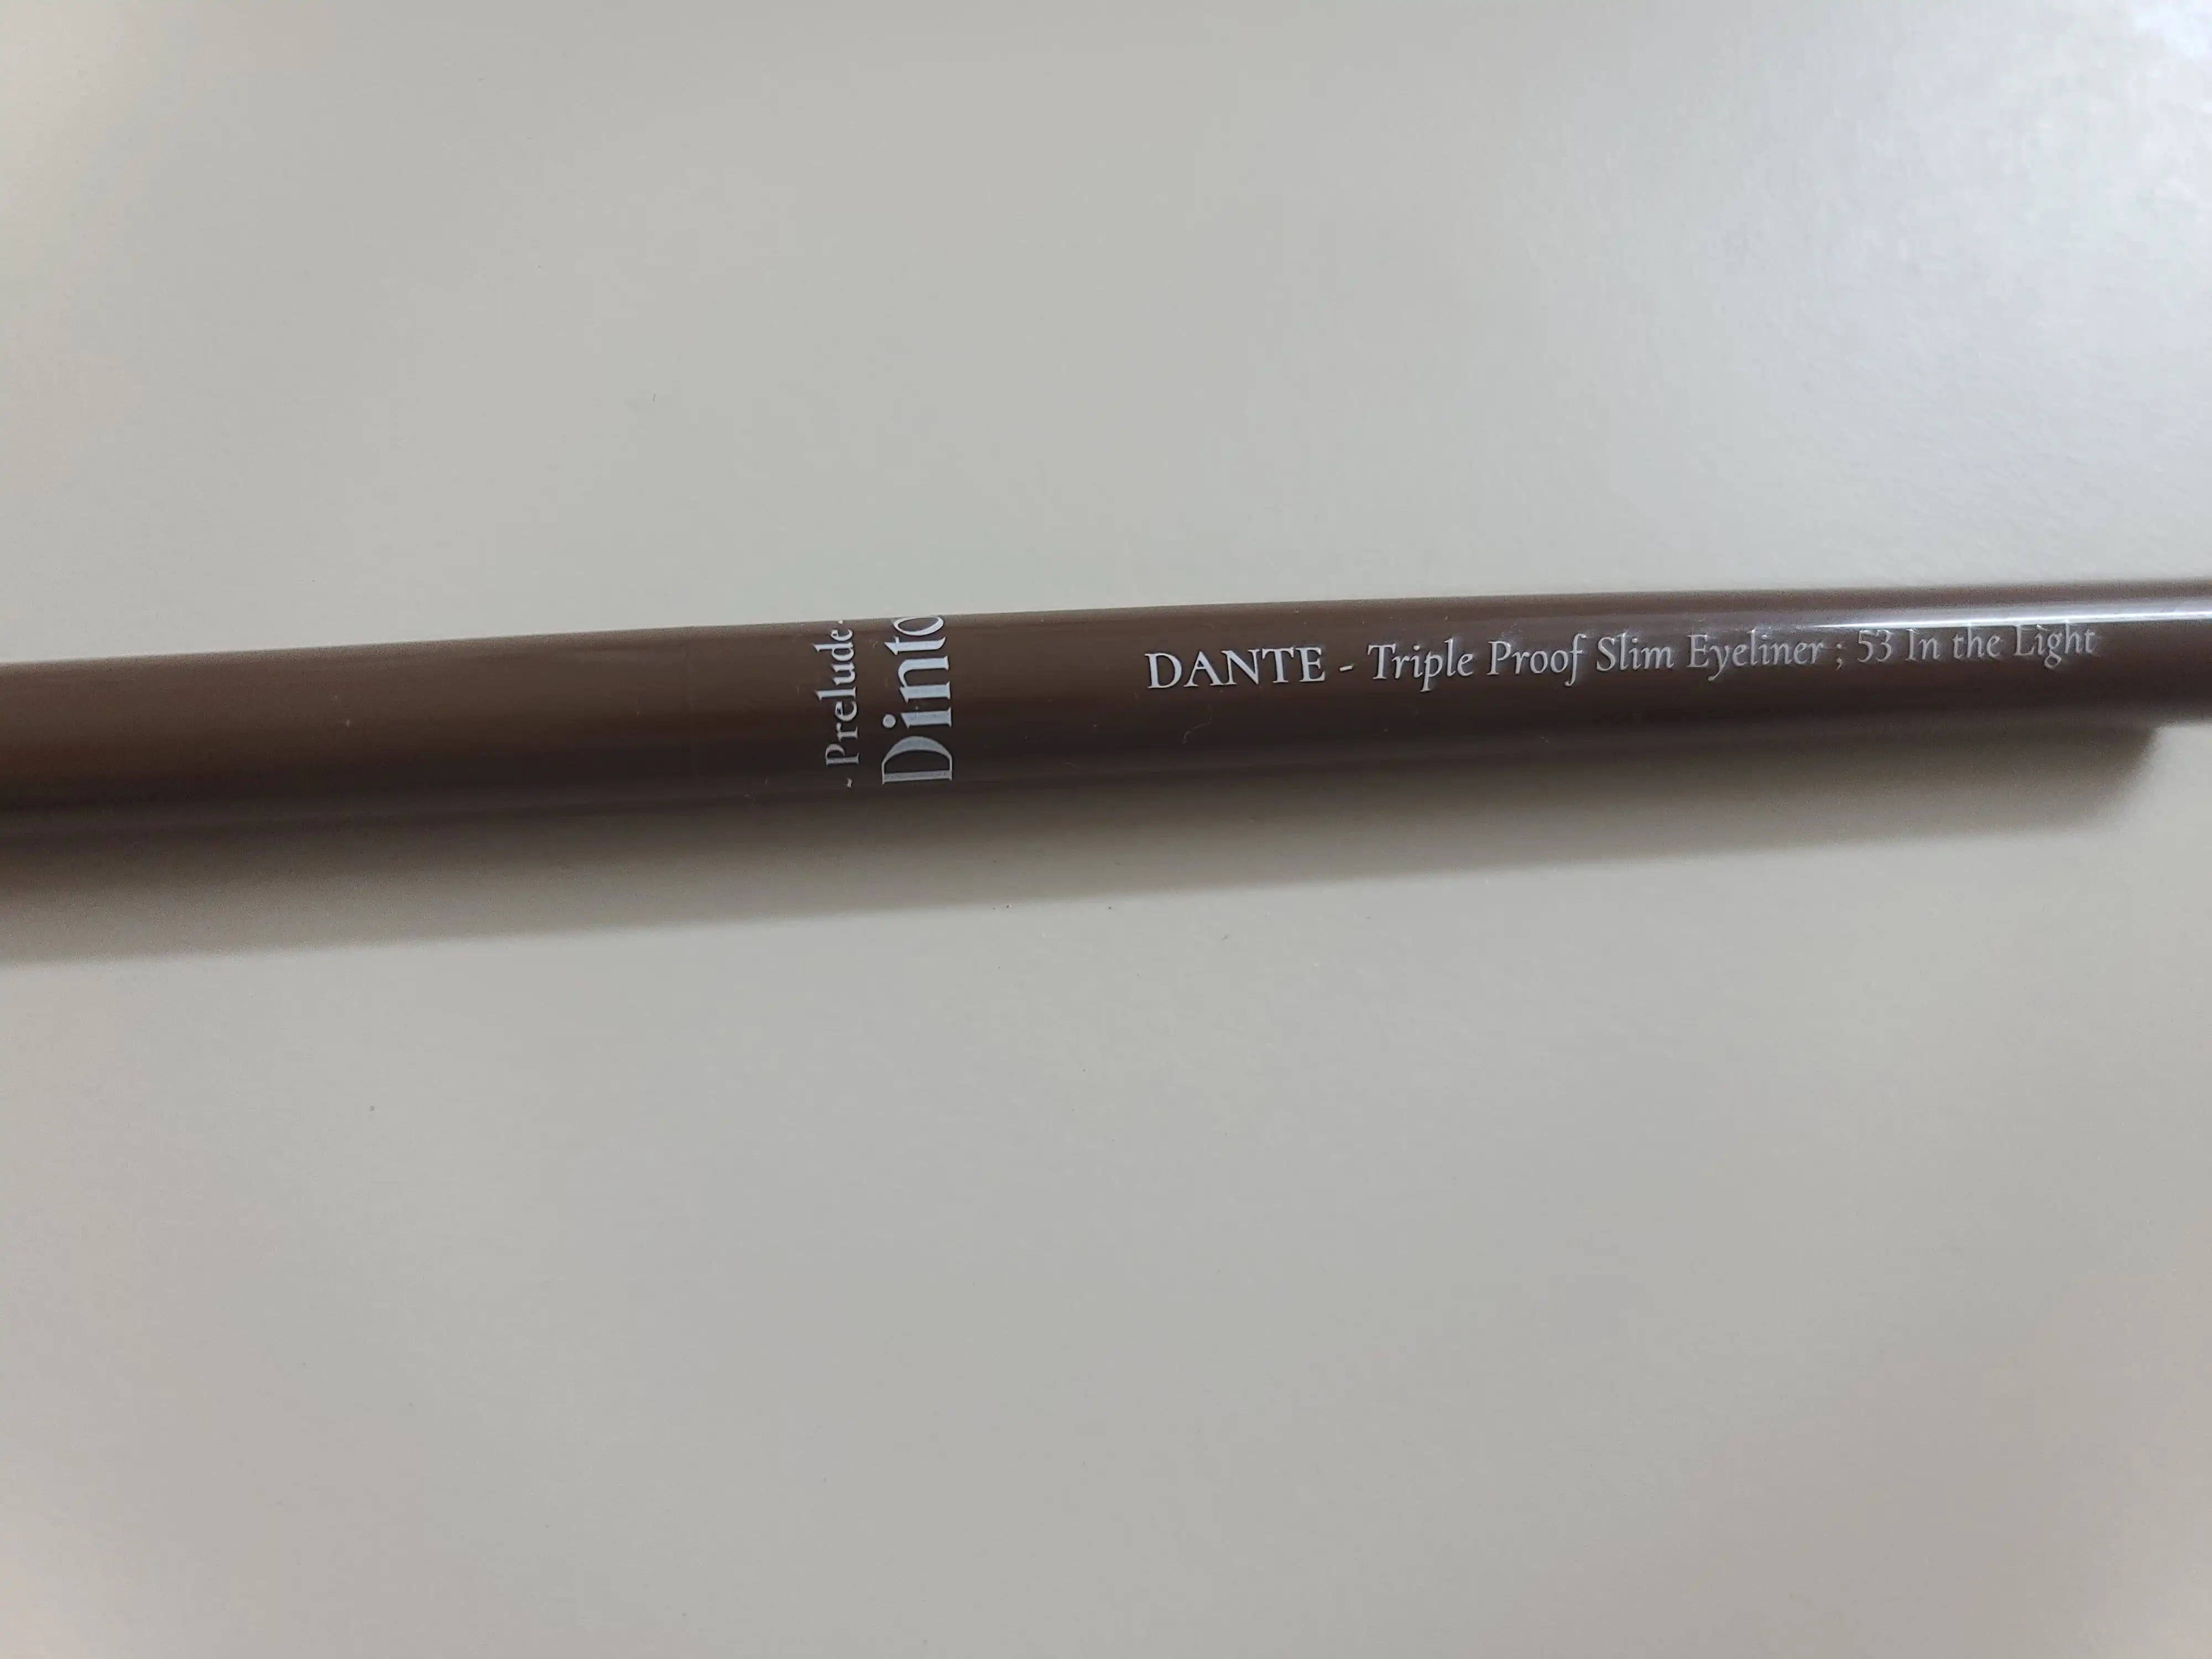 - Prelude -
Dinto
DANTE - Triple Proof Slim Eyeliner ; 53 In the Light